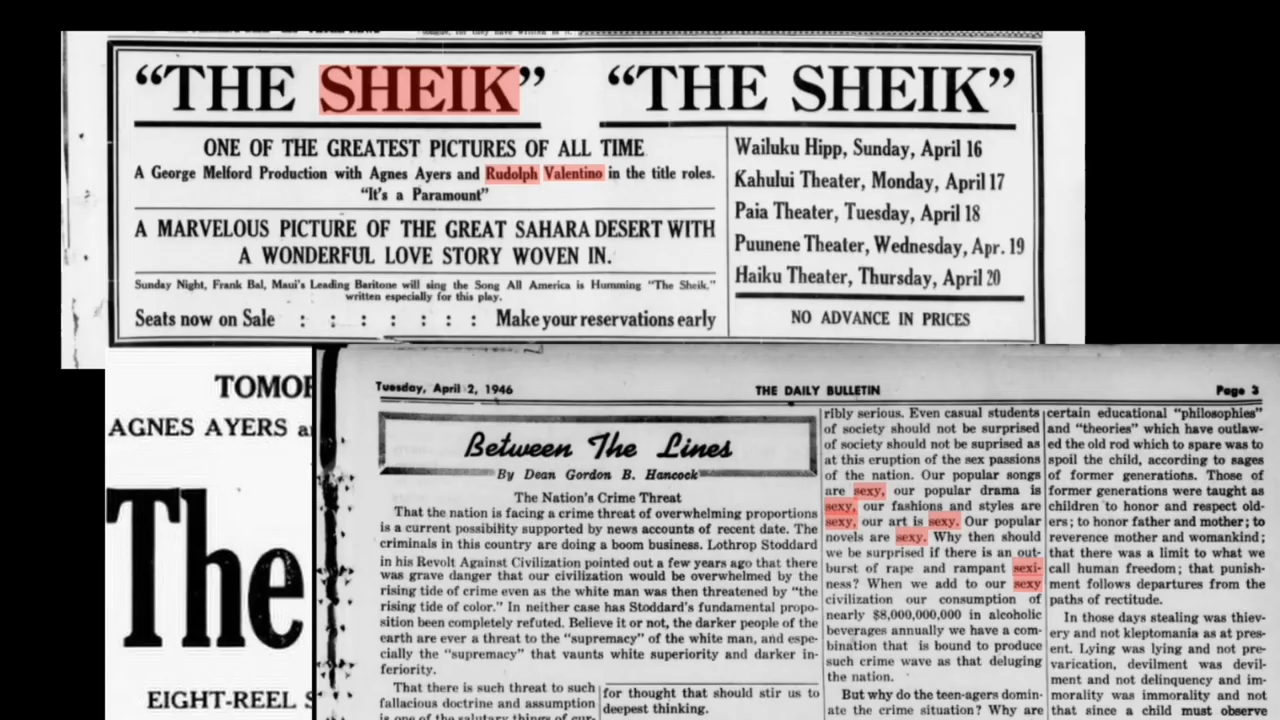 "THE SHEIK" "THE SHEIK"
ONE OF THE GREATEST PICTURES OF ALL TIME
A George Melford Production with Agnes Ayers and Rudolph Valentino in the title roles.
"It's a Paramount"
A MARVELOUS PICTURE OF THE GREAT SAHARA DESERT WITH
A WONDERFUL LOVE STORY WOVEN IN.
Sunday Night, Frank Bal, Maui's Leading Baritone will sing the Song All America is Humming "The Sheik,"
written especially for this play.
Seats now on Sale : : : : : : : Make your reservations early
Wailuku Hipp, Sunday, April 16
Kahului Theater, Monday, April 17
Paia Theater, Tuesday, April 18
Puunene Theater, Wednesday, Apr. 19
Haiku Theater, Thursday, April 20
NO ADVANCE IN PRICES
TOMOR
AGNES AYERS a
The
EIGHT-REEL S
Tuesday, April 2, 1946 THE DAILY BULLETIN Page 3
Between The Lines
By Dean Gordon B. Hancock
The Nation's Crime Threat
That the nation is facing a crime threat of overwhelming proportions
is a current possibility supported by news accounts of recent date. The
criminals in this country are doing a boom business. Lothrop Stoddard
in his Revolt Against Civilization pointed out a few years ago that there
was grave danger that our civilization would be overwhelmed by the
rising tide of crime even as the white man was then threatened by "the
rising tide of color." In neither case has Stoddard's fundamental propo-
sition been completely refuted. Believe it or not, the darker people of the
earth are ever a threat to the "supremacy" of the white man, and espe-
cially the "supremacy" that vaunts white superiority and darker in-
feriority.
That there is such threat to such
fallacious doctrine and assumption
is one of the salutary things of cur-
for thought that should stir us to
deepest thinking.
ribly serious. Even casual students
of society should not be surprised
of society should not be suprised as
at this eruption of the sex passions
of the nation. Our popular songs
are sexy, our popular drama is
sexy, our fashions and styles are
sexy, our art is sexy. Our popular
novels are sexy. Why then should
we be surprised if there is an out-
burst of rape and rampant sexi-
ness? When we add to our sexy
civilization our consumption of
nearly $8,000,000,000 in alcoholic
beverages annually we have a com-
bination that is bound to produce
such crime wave as that deluging
the nation.
But why do the teen-agers domin-
ate the crime situation? Why are
certain educational "philosophies"
and "theories" which have outlaw-
ed the old rod which to spare was to
spoil the child, according to sages
of former generations. Those of
former generations were taught as
children to honor and respect old-
ers; to honor father and mother; to
reverence mother and womankind;
that there was a limit to what we
call human freedom; that punish-
ment follows departures from the
paths of rectitude.
In those days stealing was thiev-
ery and not kleptomania as at pres-
ent. Lying was lying and not pre-
varication, devilment was devil-
ment and not delinquency and im-
morality was immorality and not
that since a child must observe